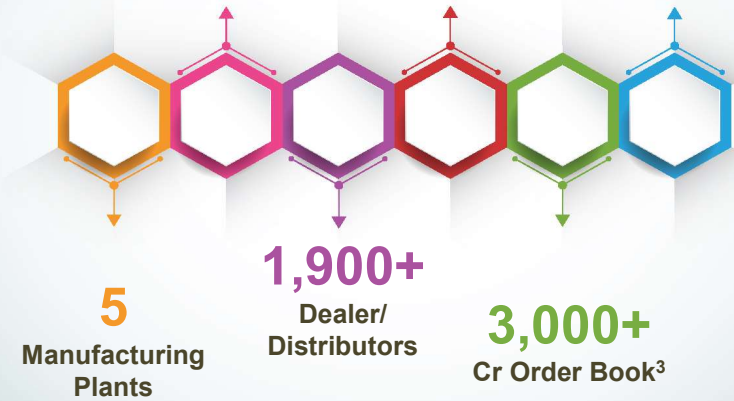 5
Manufacturing
Plants
1,900+
Dealer/
Distributors
3,000+
Cr Order Book³